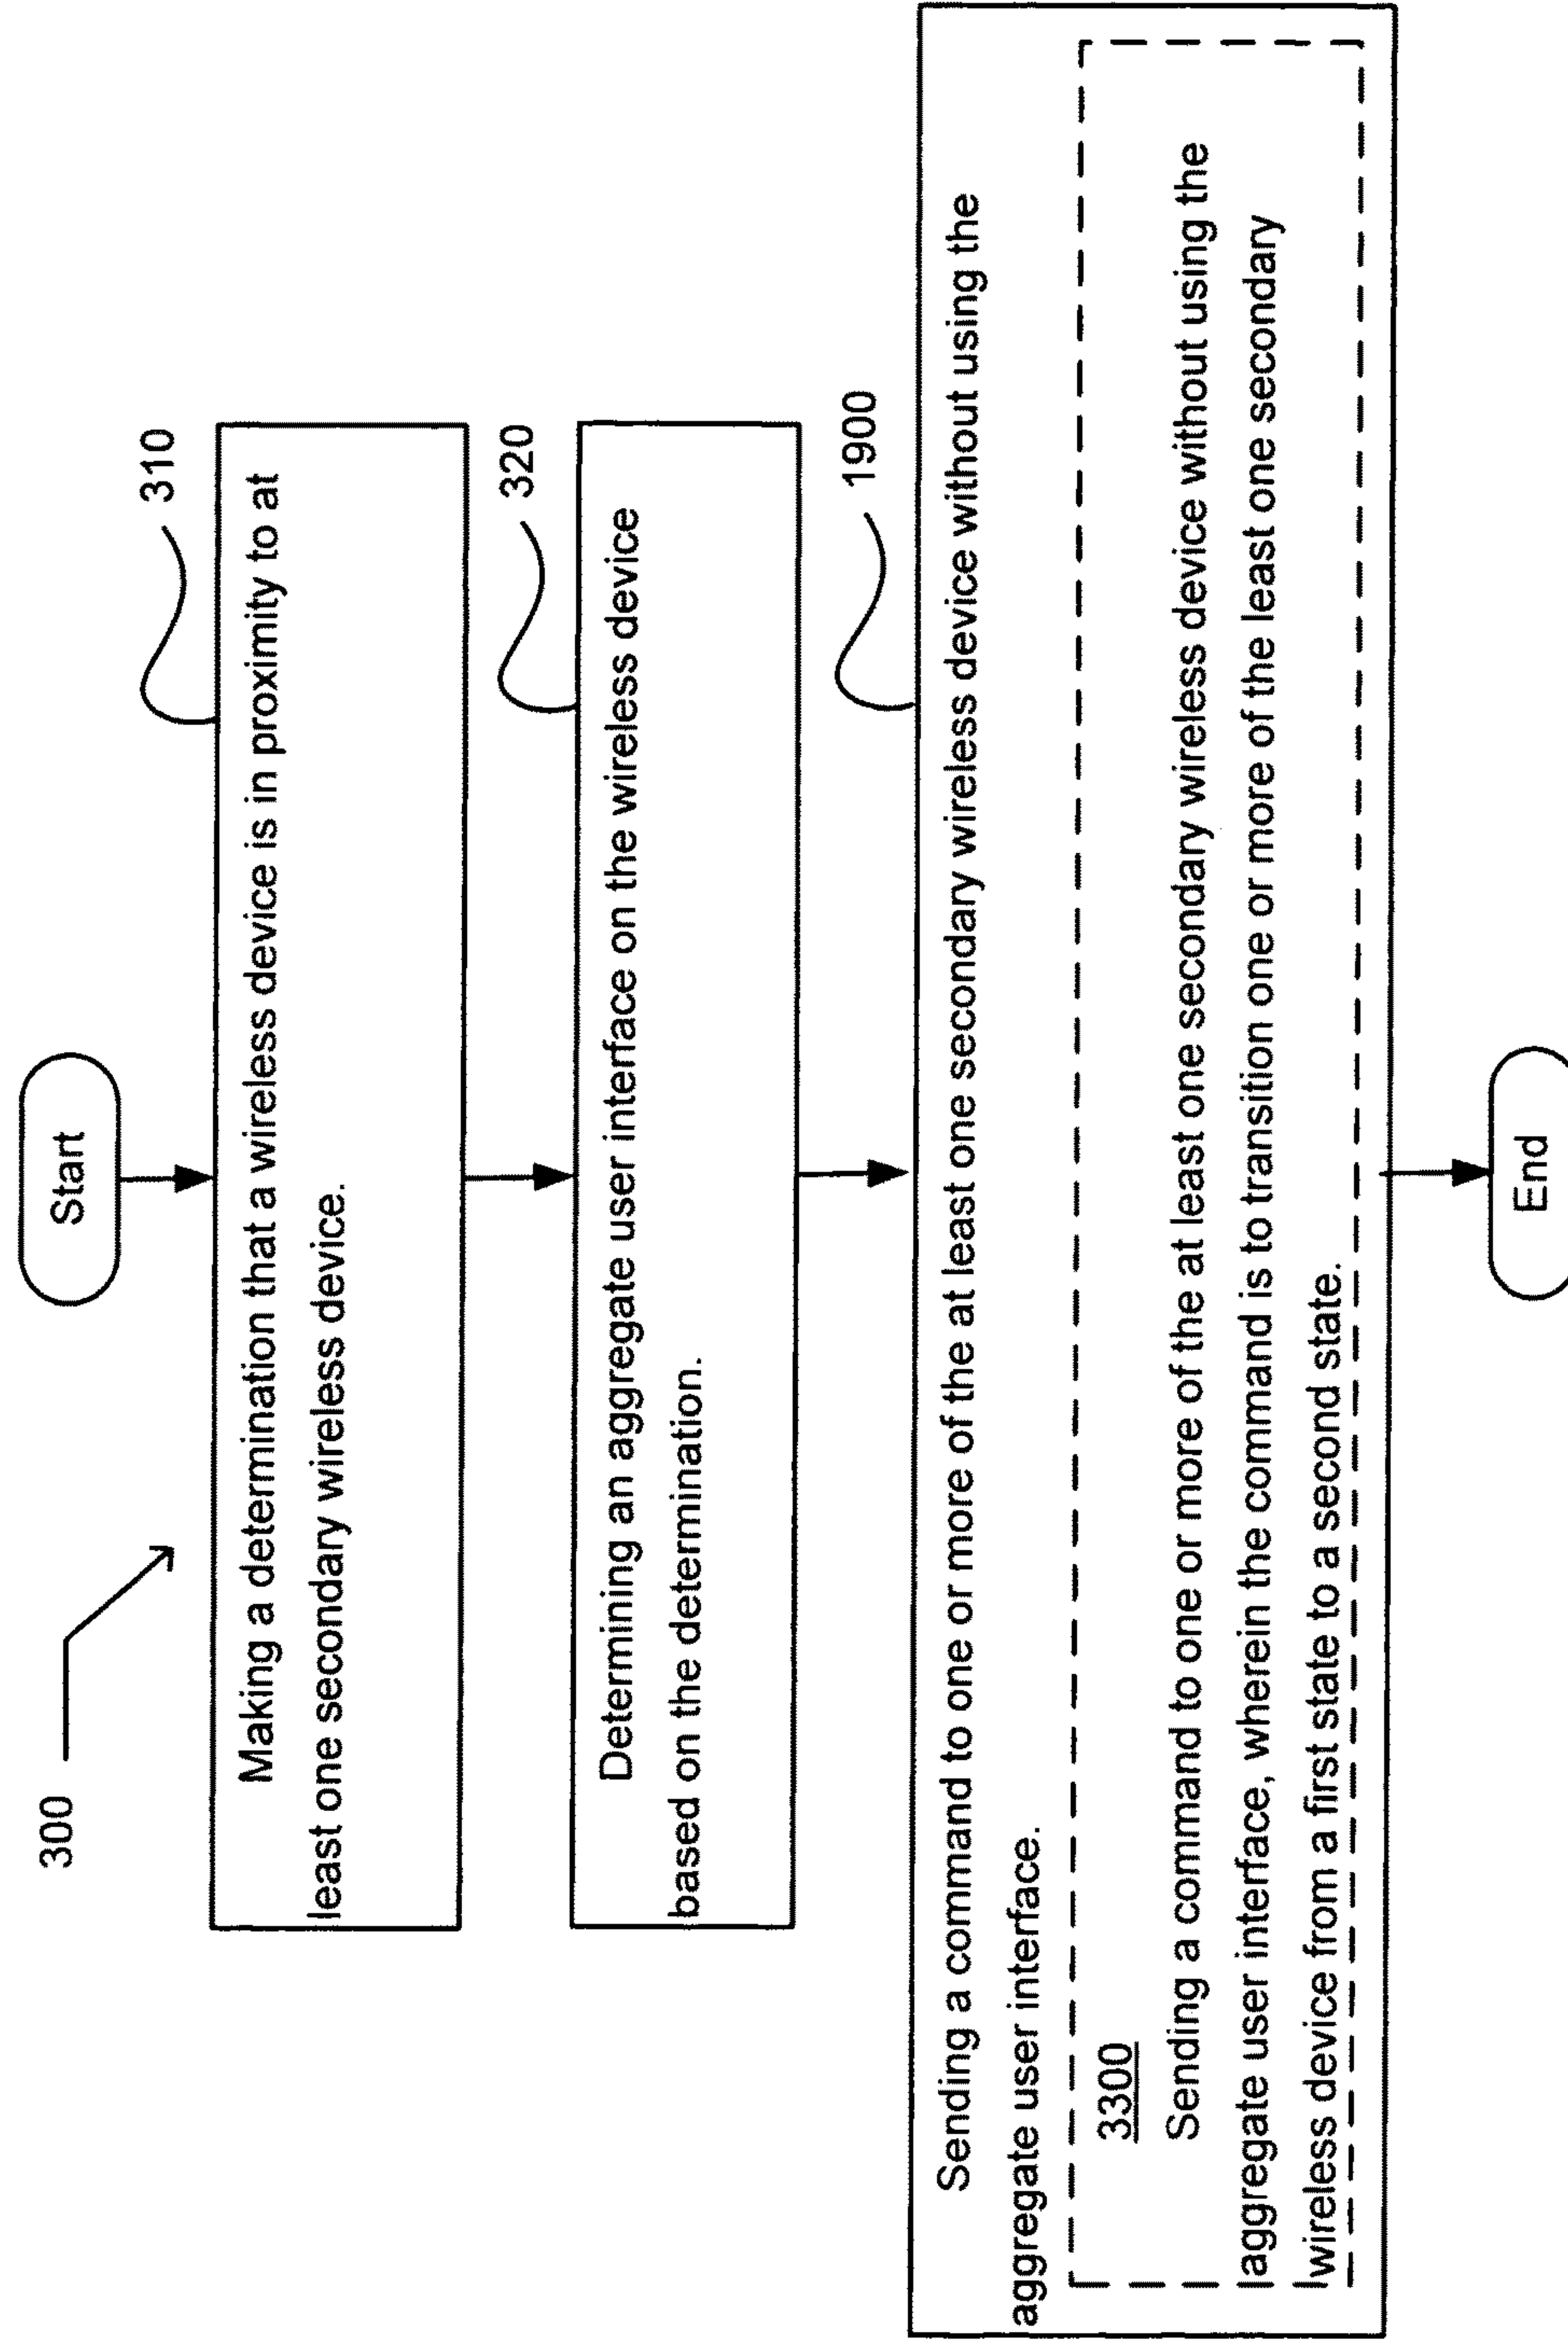 300
Start
310
Making a determination that a wireless device is in proximity to at
least one secondary wireless device.
320
Determining an aggregate user interface on the wireless device
based on the determination.
1900
Sending a command to one or more of the at least one secondary wireless device without using the
aggregate user interface.
3300
Sending a command to one or more of the at least one secondary wireless device without using the
aggregate user interface, wherein the command is to transition one or more of the least one secondary
wireless device from a first state to a second state.
End